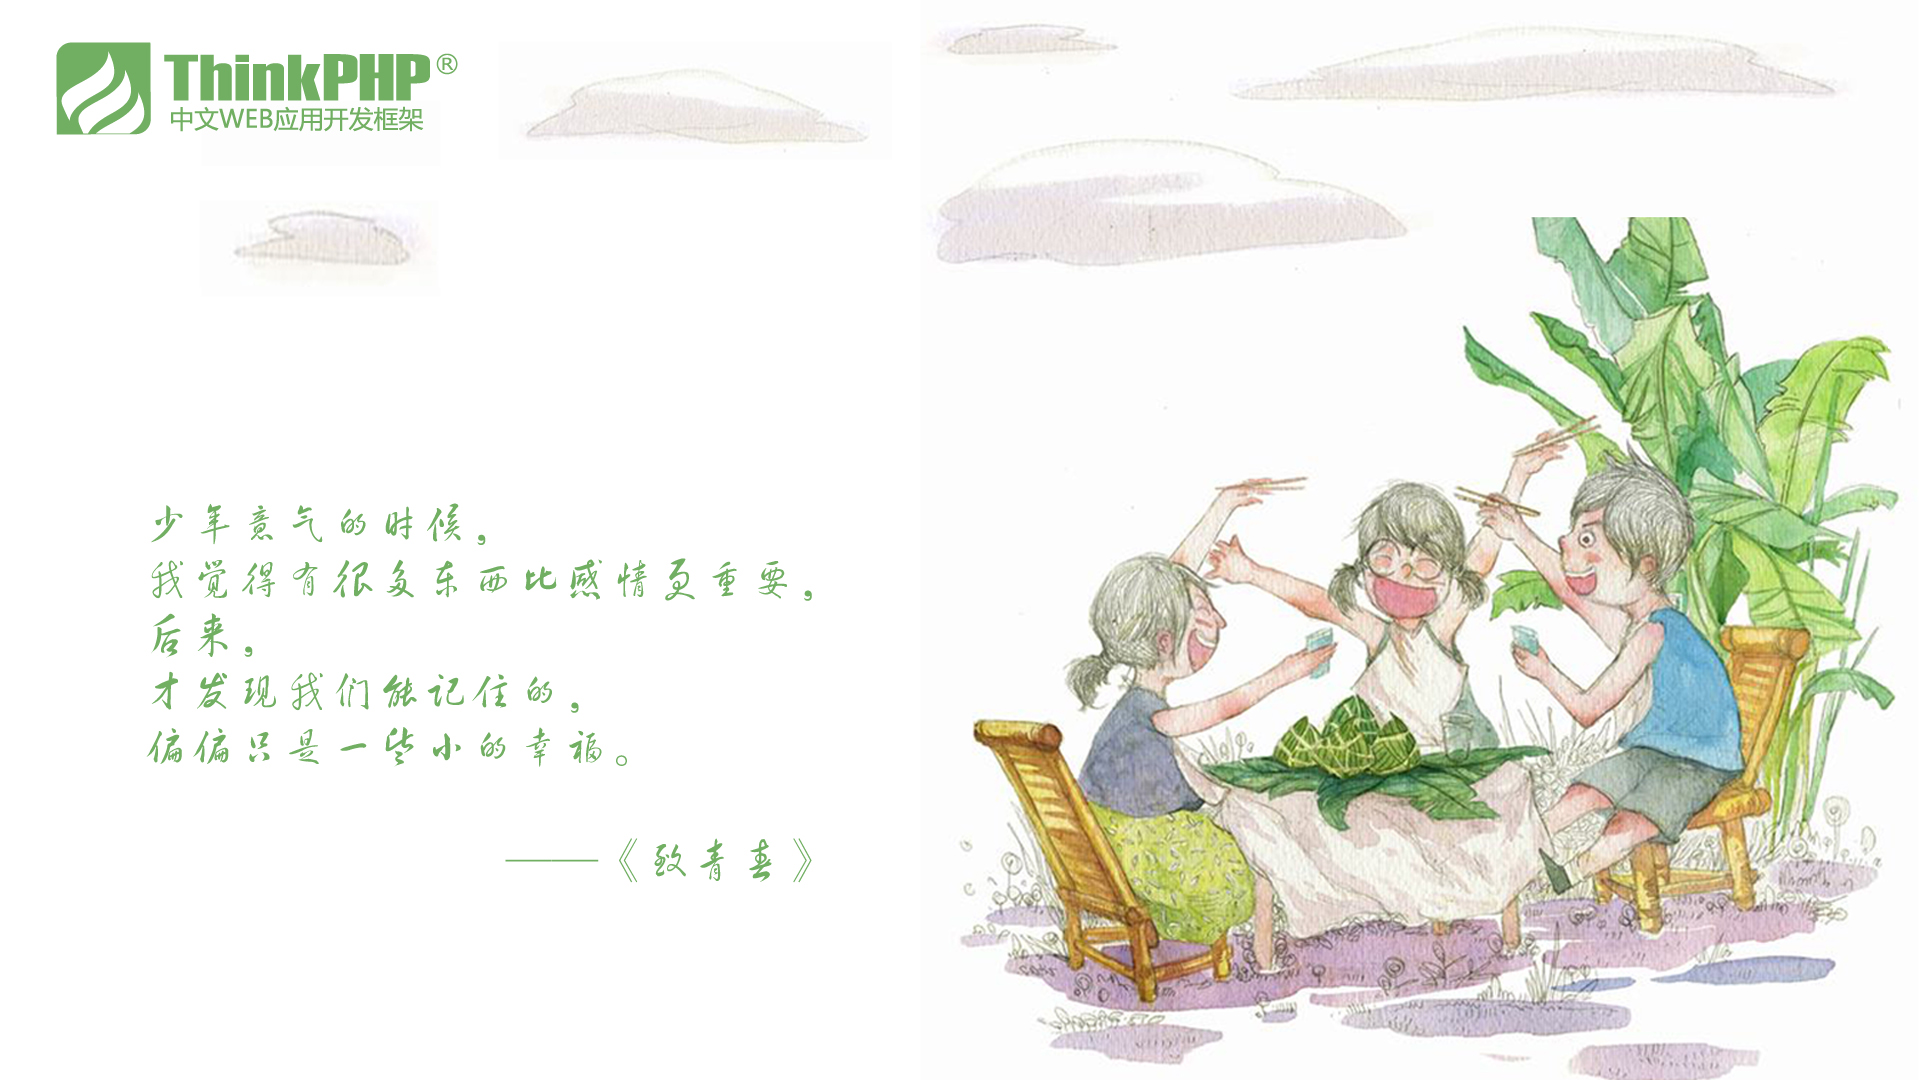 ThinkPHP®
中文WEB应用开发框架
少年意气的时候，
我觉得有很多东西比感情更重要，
后来，
才发现我们能记住的，
偏偏只是一些小的幸福。
——《致青春》